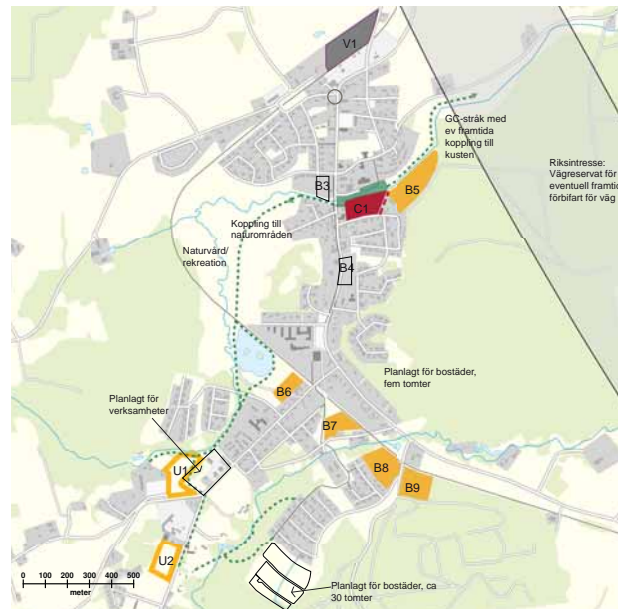 V1
GC-stråk med
ev framtida
koppling till
kusten
Riksintresse:
Vägreservat för
eventuell framtid
förbifart för väg
B3
B5
C1
Koppling till
naturområden
Naturvård/
rekreation
B4
Planlagt för bostäder,
fem tomter
B6
Planlagt för
verksamheter
B7
U1
B8
B9
U2
0 100 200 300 400 500
meter
Planlagt för bostäder, ca
30 tomter